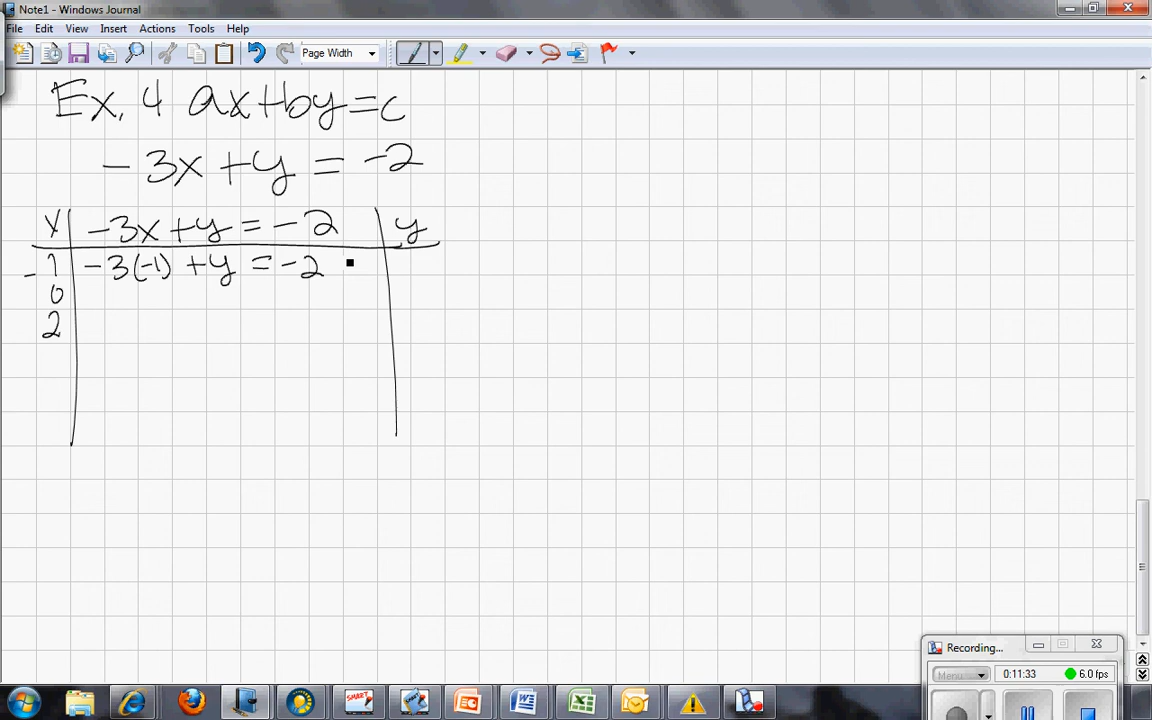 Note1 - Windows Journal
File Edit View Insert Actions Tools Help
Page Width
Ex. 4 ax+by=c
-3x+y=-2
x -3x+y=-2 y
-1 -3(-1)+y=-2
0
2
Recording...
Menu
0:11:33 6.0 fps